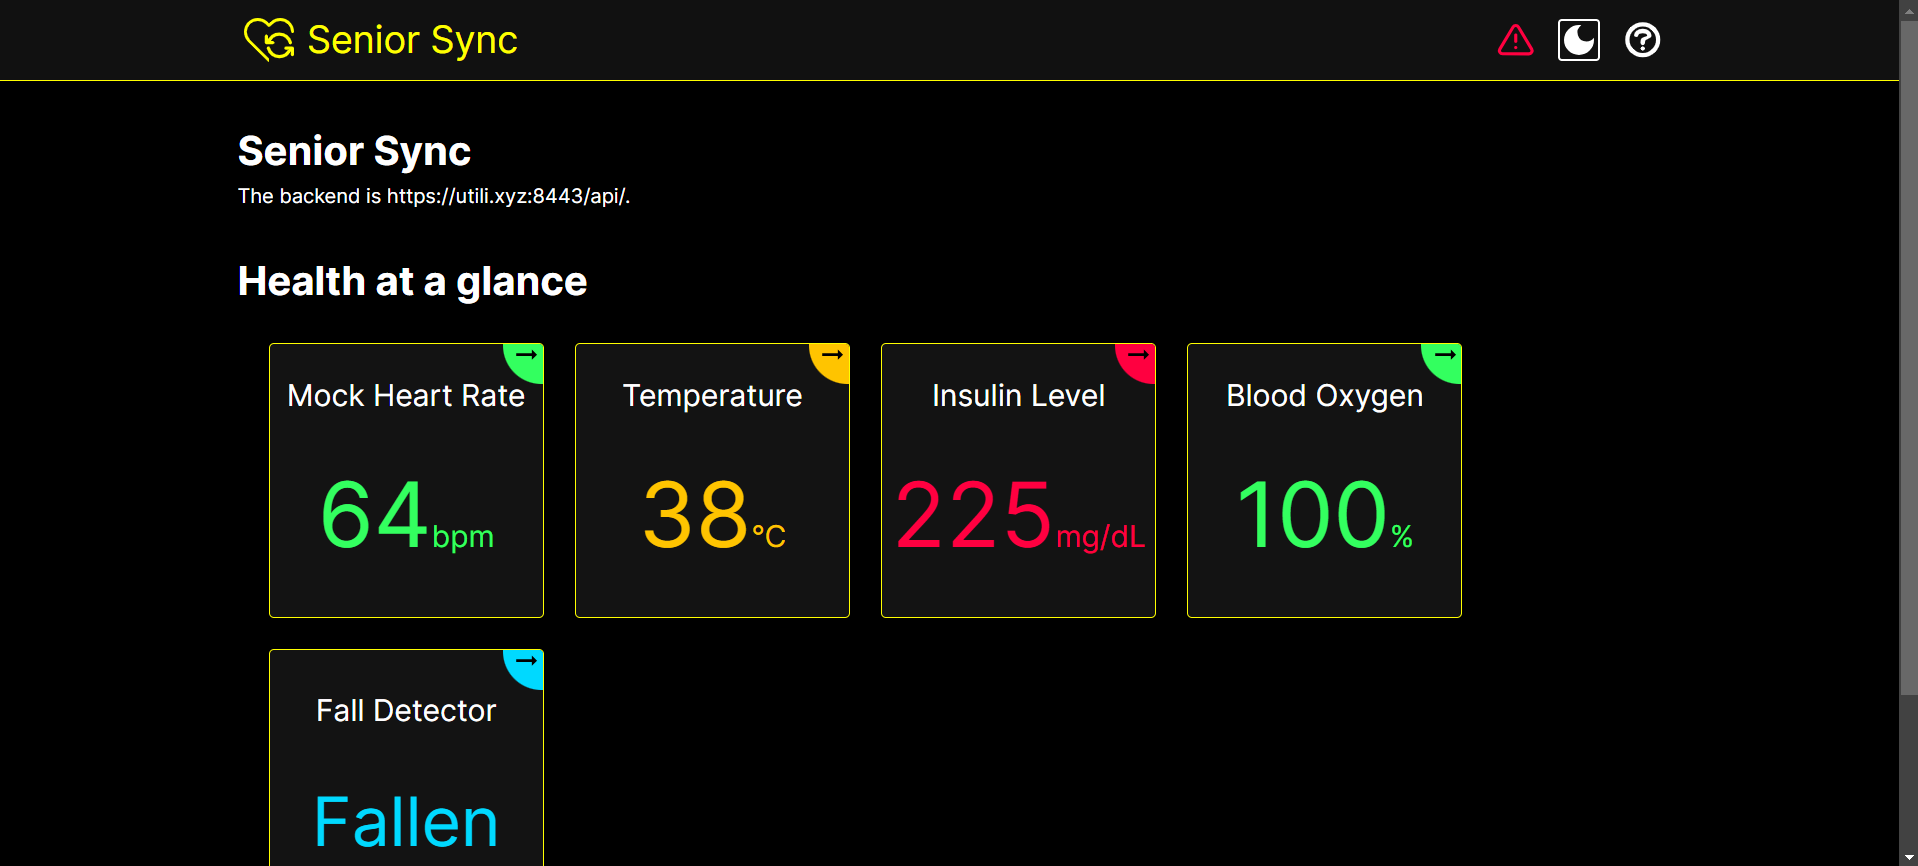 Senior Sync
Senior Sync
The backend is https://utili.xyz:8443/api/.
Health at a glance
Mock Heart Rate
64bpm
Temperature
38°C
Insulin Level
225mg/dL
Blood Oxygen
100%
Fall Detector
Fallen